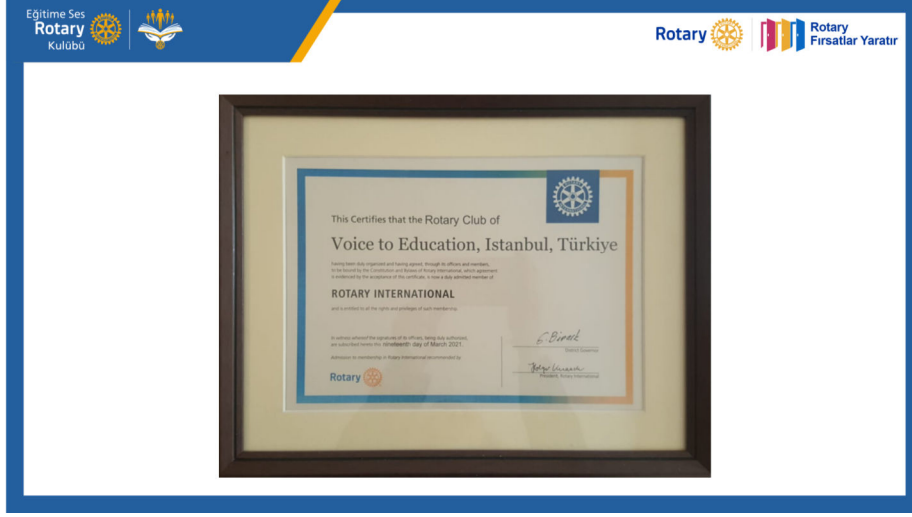 Eğitime Ses
Rotary
Kulübü
Rotary
Rotary
Fırsatlar Yaratır
This Certifies that the Rotary Club of
Voice to Education, Istanbul, Türkiye
having been duly organized and having agreed, through its officers and members,
to be bound by the Constitution and Bylaws of Rotary International, which agreement
is evidenced by the acceptance of this certificate, is now a duly admitted member of
ROTARY INTERNATIONAL
and is entitled to all the rights and privileges of such membership.
In witness whereof the signature of its officers, being duly authorized,
are subscribed hereto this nineteenth day of March 2021.
Admission to membership in Rotary International recommended by
District Governor
President, Rotary International
Rotary